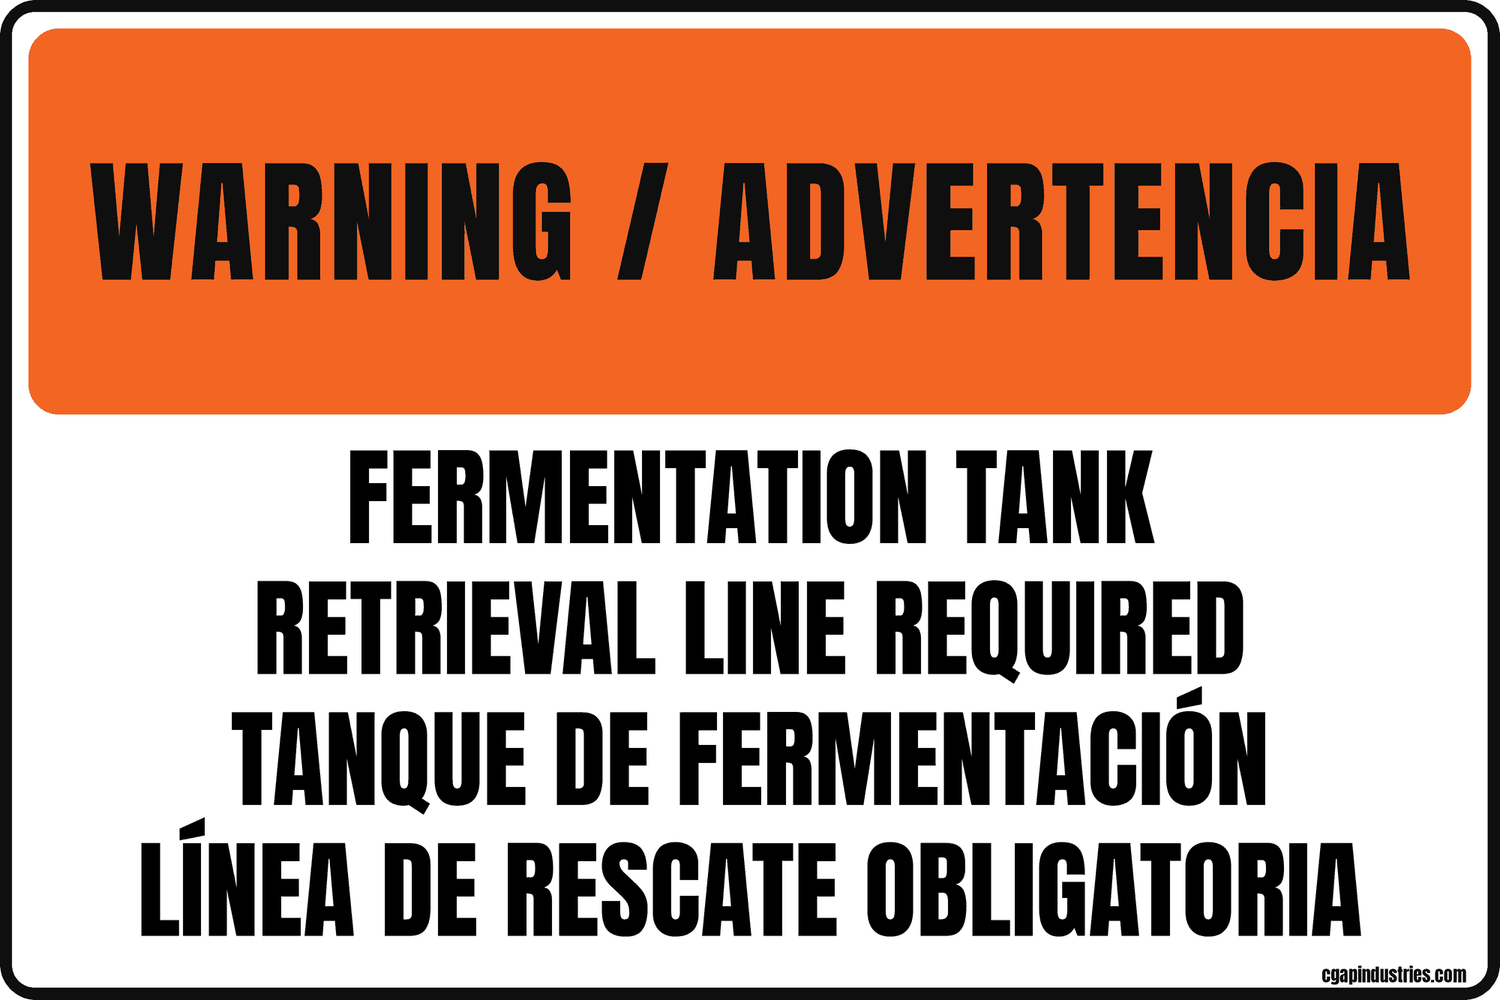 WARNING / ADVERTENCIA
FERMENTATION TANK
RETRIEVAL LINE REQUIRED
TANQUE DE FERMENTACIÓN
LÍNEA DE RESCATE OBLIGATORIA
cgapindustries.com